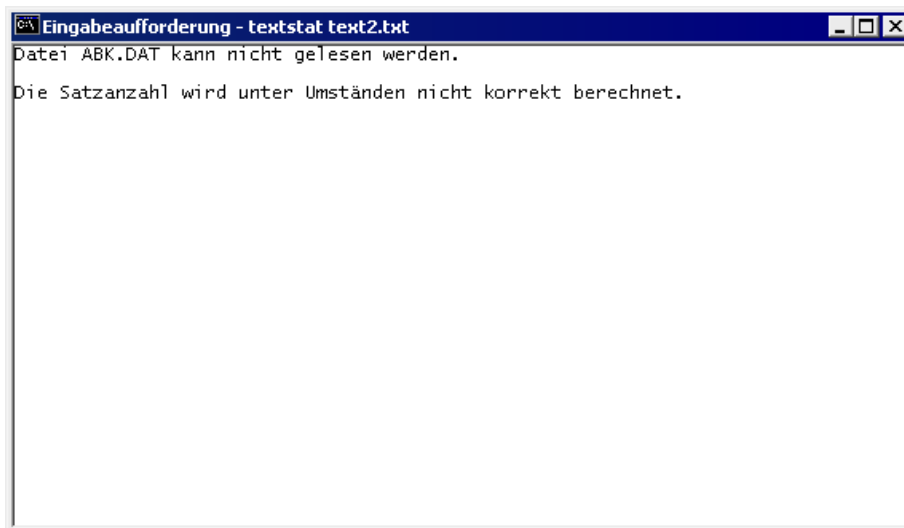 Eingabeaufforderung - textstat text2.txt
Datei ABK.DAT kann nicht gelesen werden.
Die Satzanzahl wird unter Umständen nicht korrekt berechnet.